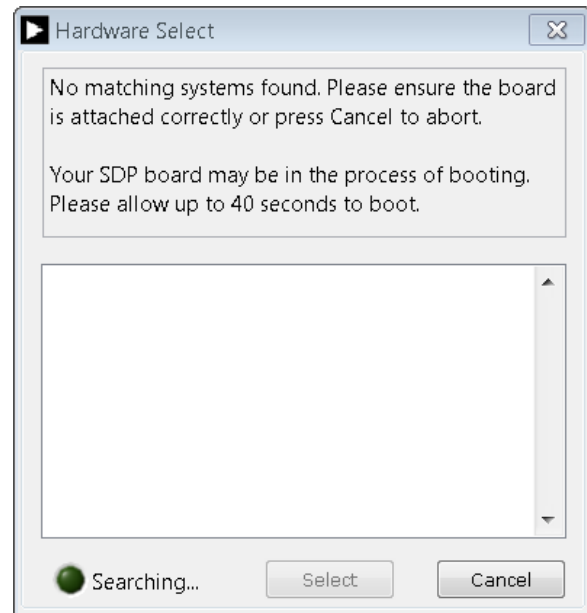 Hardware Select
No matching systems found. Please ensure the board
is attached correctly or press Cancel to abort.
Your SDP board may be in the process of booting.
Please allow up to 40 seconds to boot.
Searching...
Select
Cancel